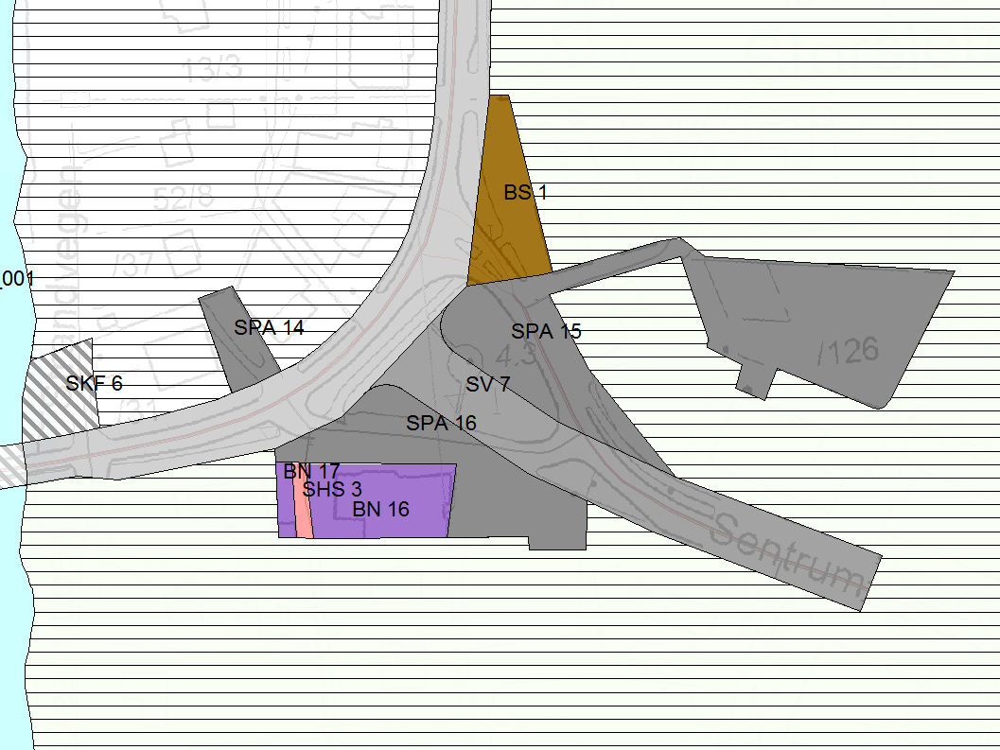 13/3
52/8
BS 1
/37
001
SPA 14
SPA 15
4.3
/126
SKF 6
SV 7
/31
SPA 16
BN 17
SHS 3
BN 16
Sentrum